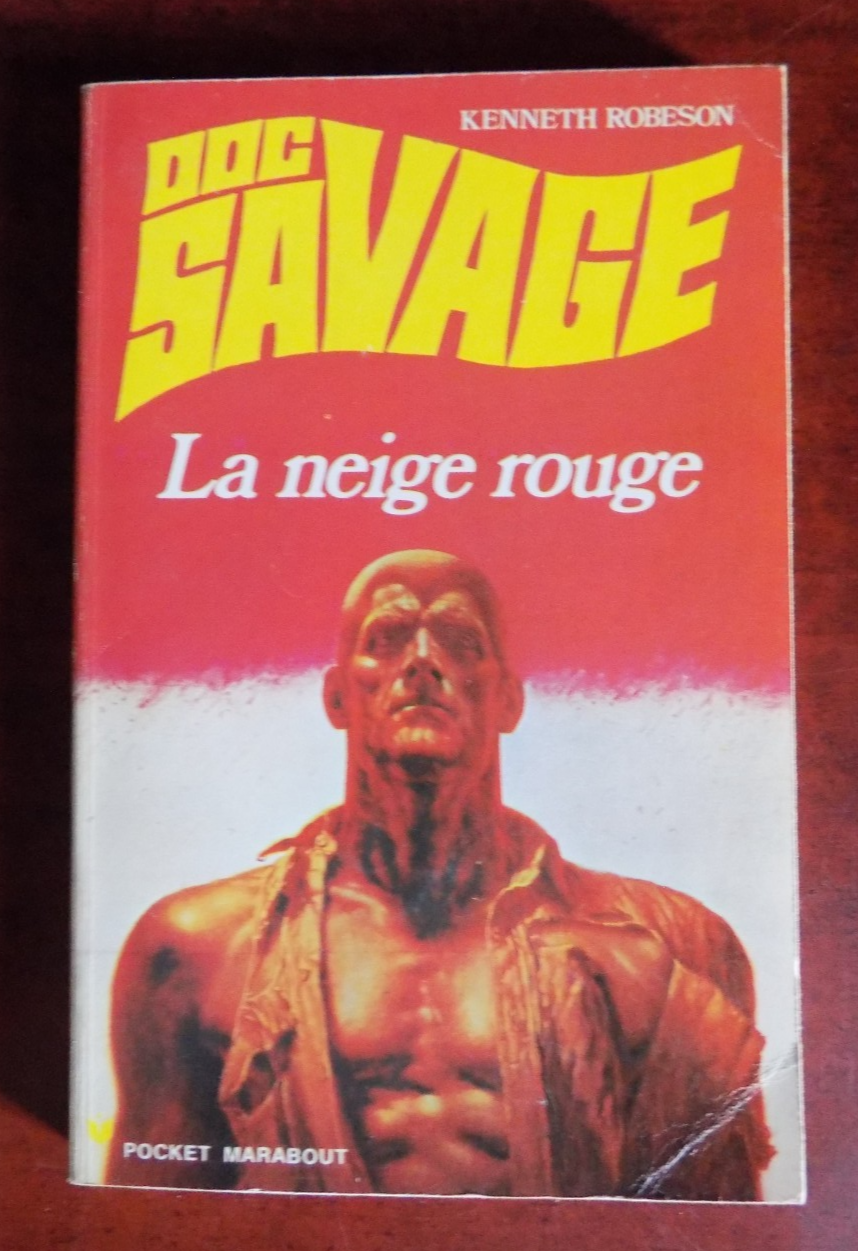 KENNETH ROBESON
DOC
SAVAGE
La neige rouge
POCKET MARABOUT